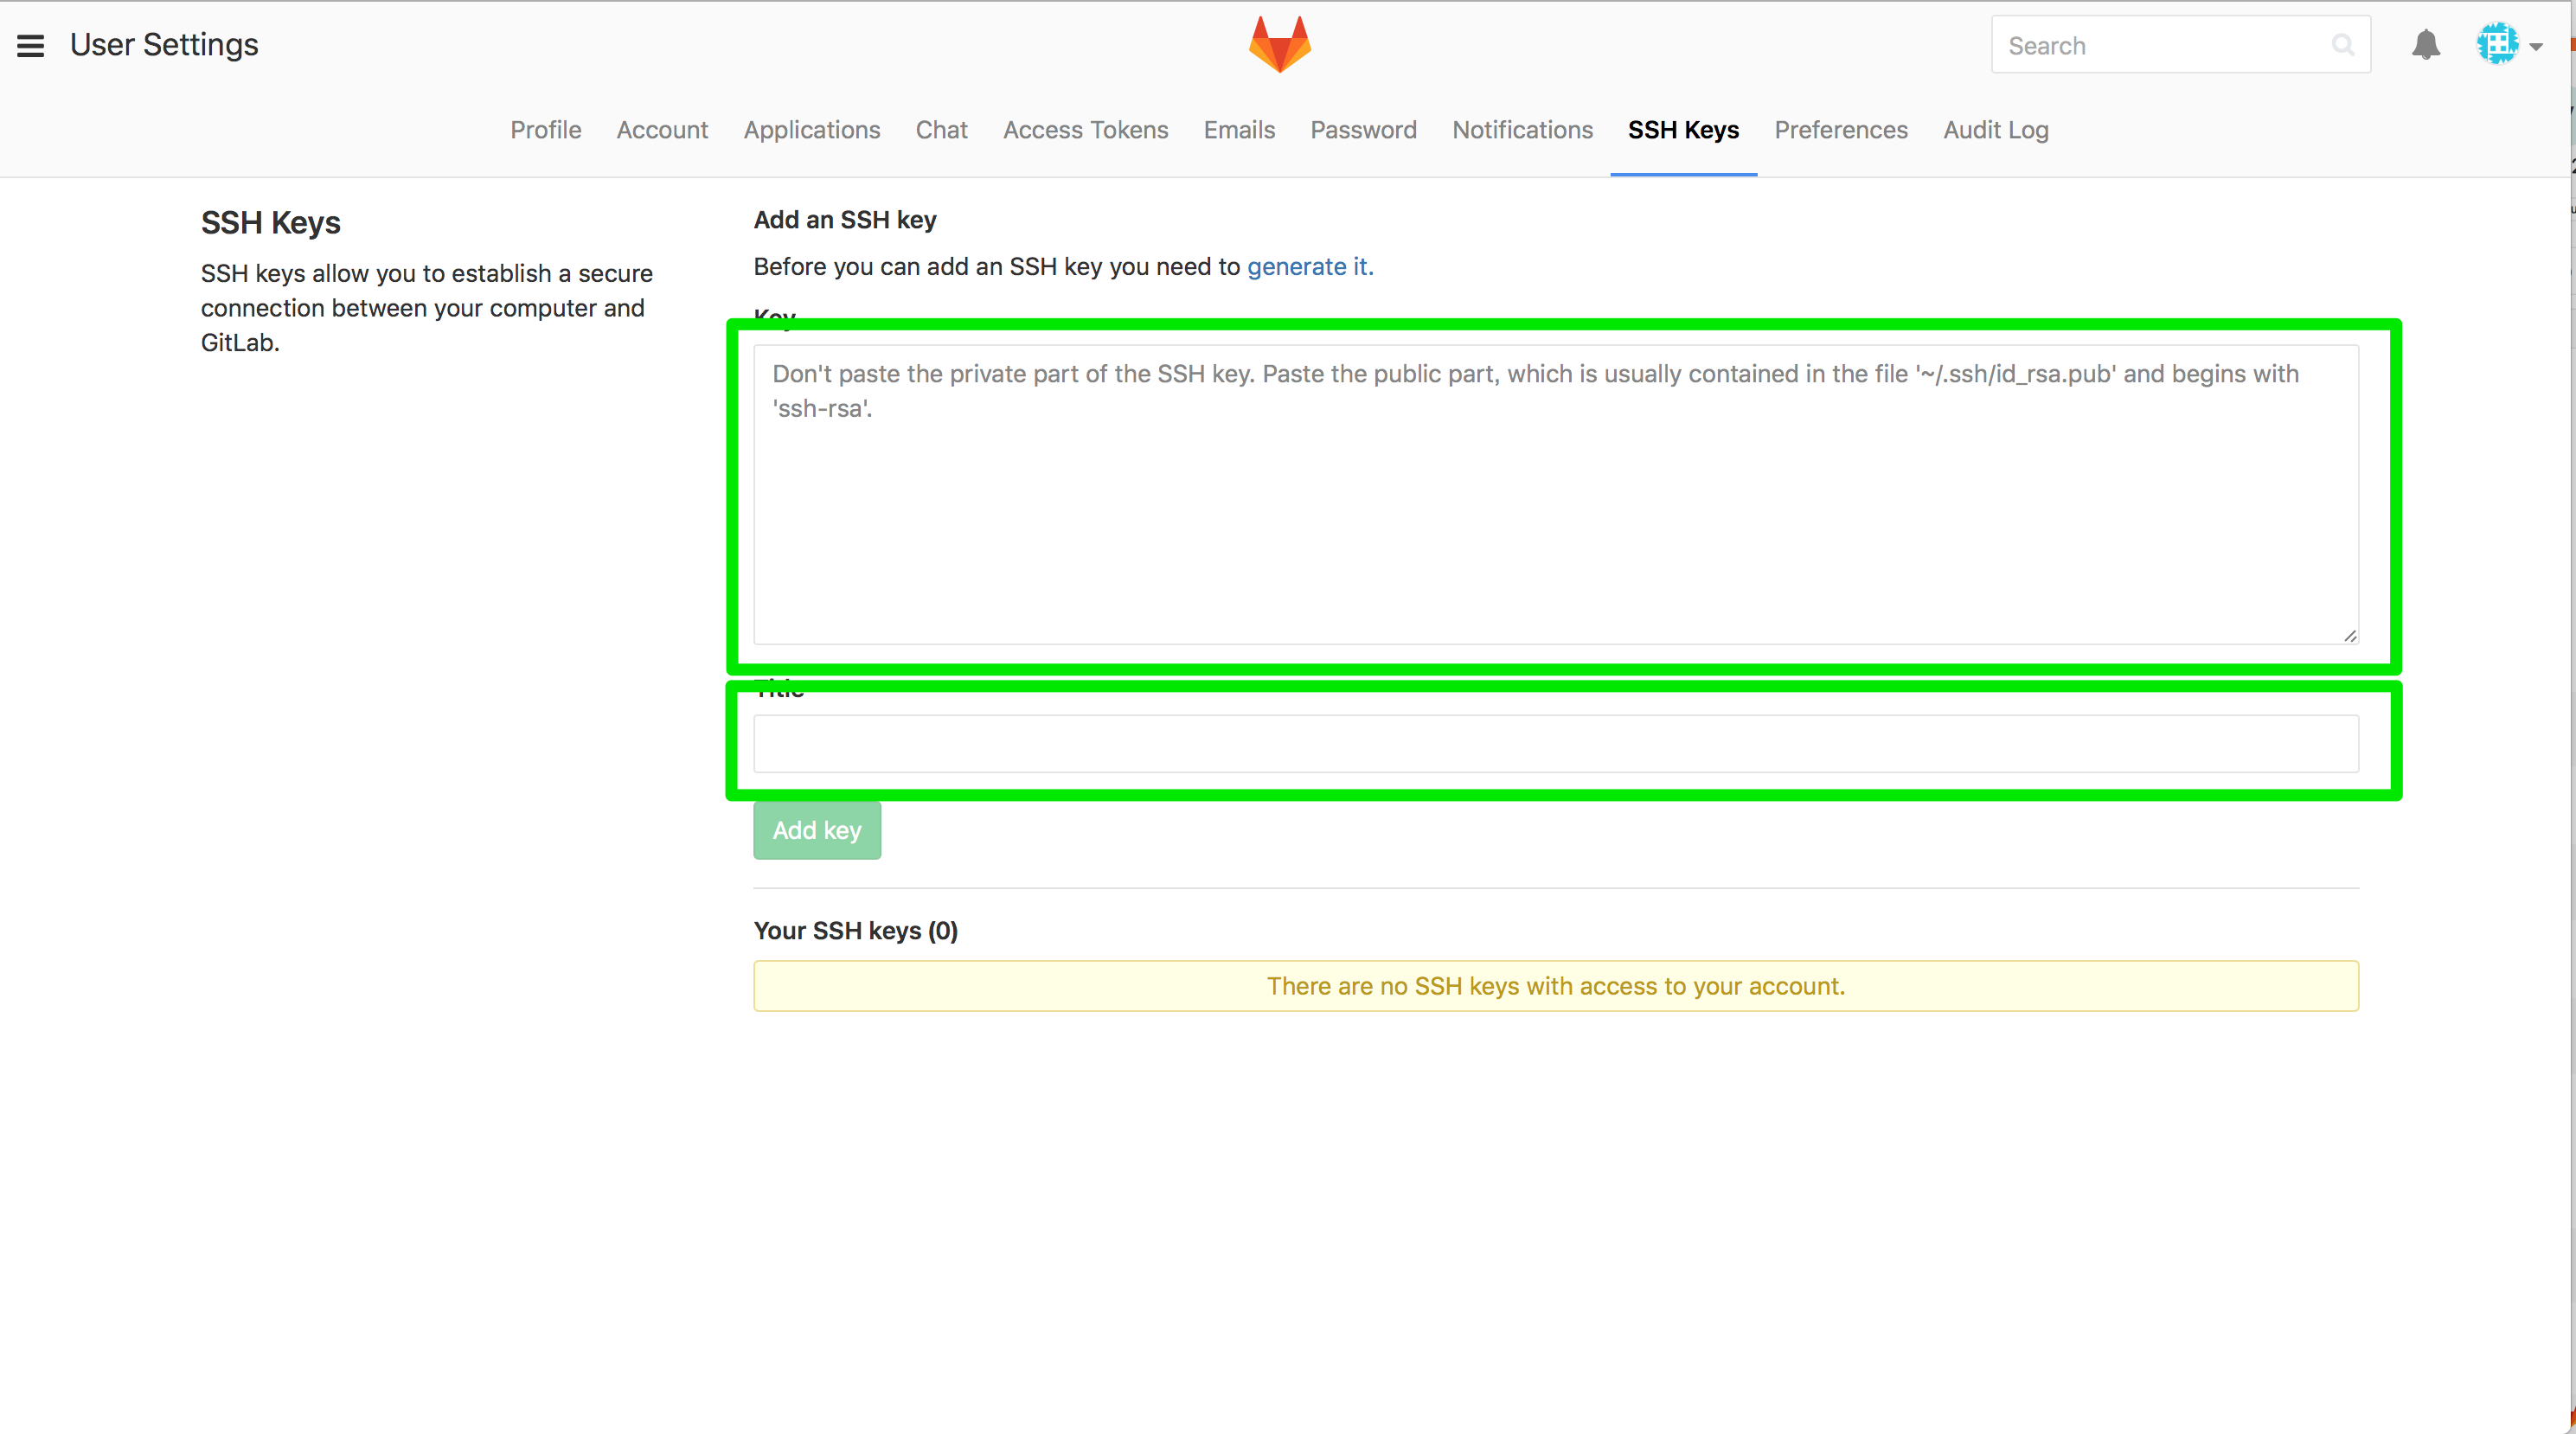 User Settings
Search
Profile Account Applications Chat Access Tokens Emails Password Notifications SSH Keys Preferences Audit Log
SSH Keys
SSH keys allow you to establish a secure
connection between your computer and
GitLab.
Add an SSH key
Before you can add an SSH key you need to generate it.
Key
Don't paste the private part of the SSH key. Paste the public part, which is usually contained in the file '~/.ssh/id_rsa.pub' and begins with
'ssh-rsa'.
Title
Add key
Your SSH keys (0)
There are no SSH keys with access to your account.